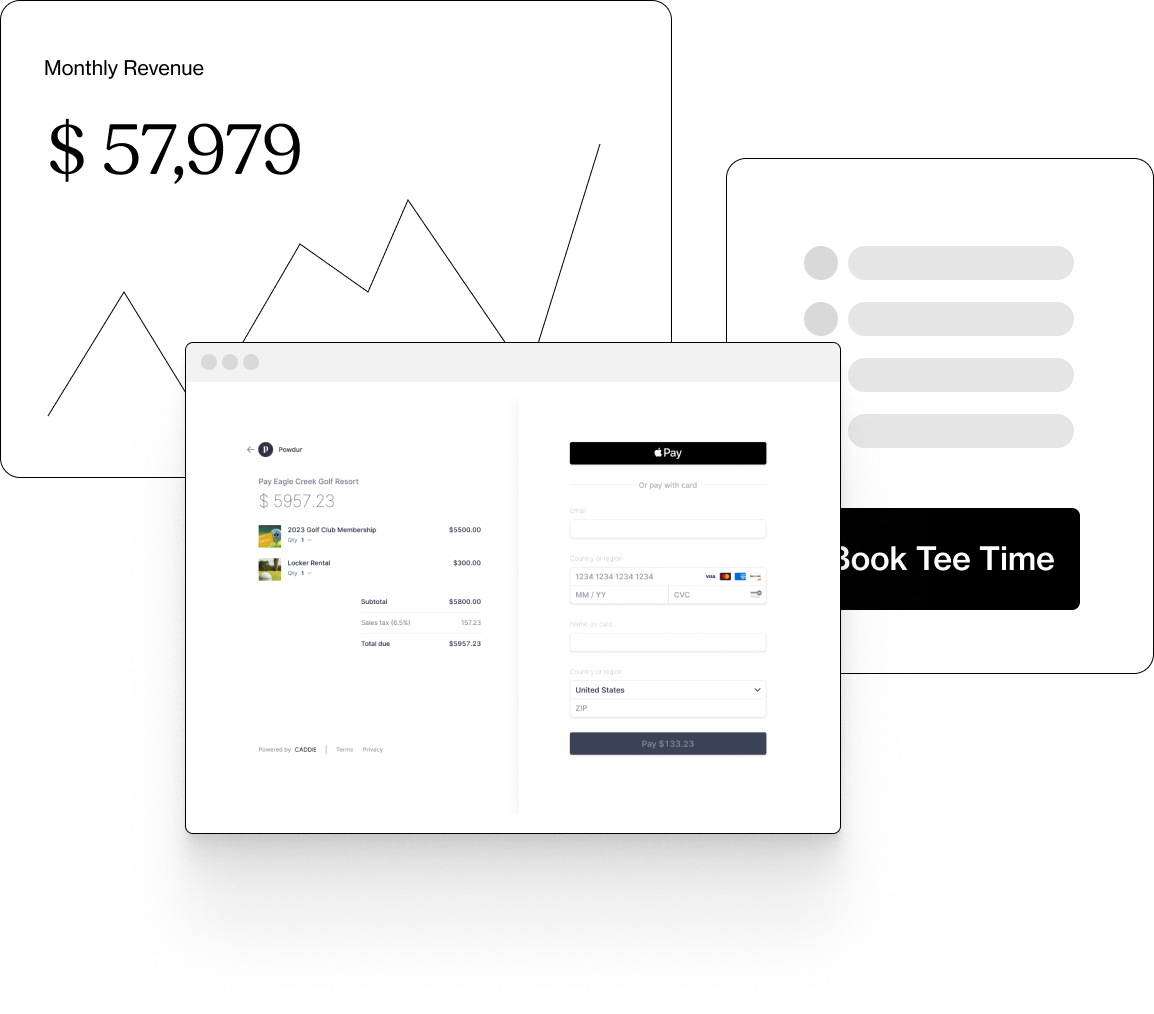 Monthly Revenue
$ 57,979
Powdur
Pay Eagle Creek Golf Resort
$ 5957.23
2023 Golf Club Membership $5500.00
Qty 1
Locker Rental $300.00
Qty 1
Subtotal $5800.00
Sales tax (6.5%) 157.23
Total due $5957.23
Powered by CADDIE Terms Privacy
Pay
Or pay with card
Email
Country or region
1234 1234 1234 1234 VISA
MM / YY CVC
Name on card
Country or region
United States
ZIP
Pay $133.23
Book Tee Time